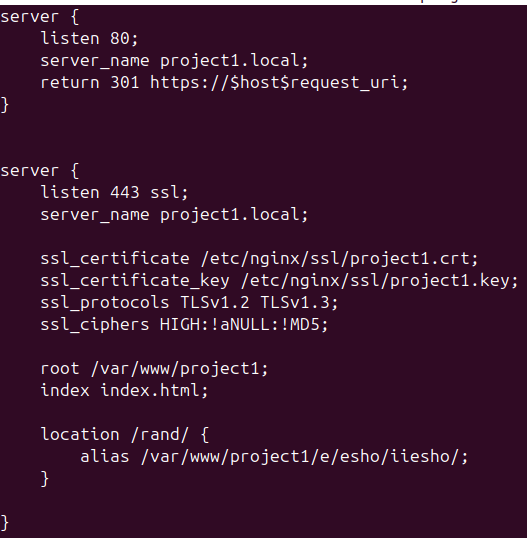 server {
    listen 80;
    server_name project1.local;
    return 301 https://$host$request_uri;
}
server {
    listen 443 ssl;
    server_name project1.local;
    ssl_certificate /etc/nginx/ssl/project1.crt;
    ssl_certificate_key /etc/nginx/ssl/project1.key;
    ssl_protocols TLSv1.2 TLSv1.3;
    ssl_ciphers HIGH:!aNULL:!MD5;
    root /var/www/project1;
    index index.html;
    location /rand/ {
        alias /var/www/project1/e/esho/iiesho/;
    }
}